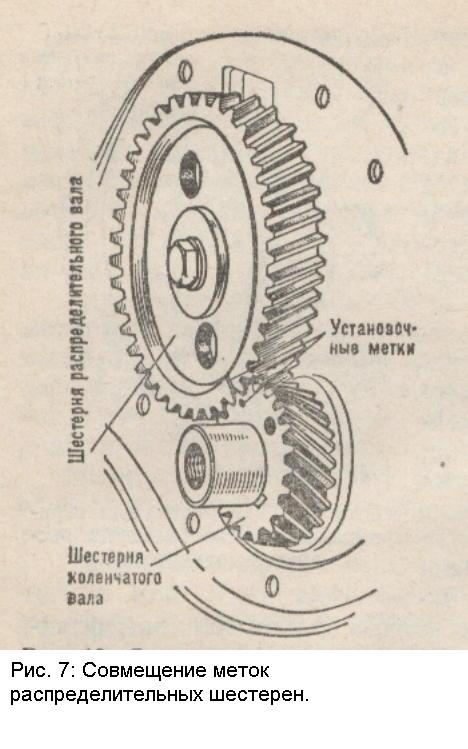 Шестерня распределительного вала
Установоч-
ные метки
Шестерня
коленчатого
вала
Рис. 7: Совмещение меток
распределительных шестерен.